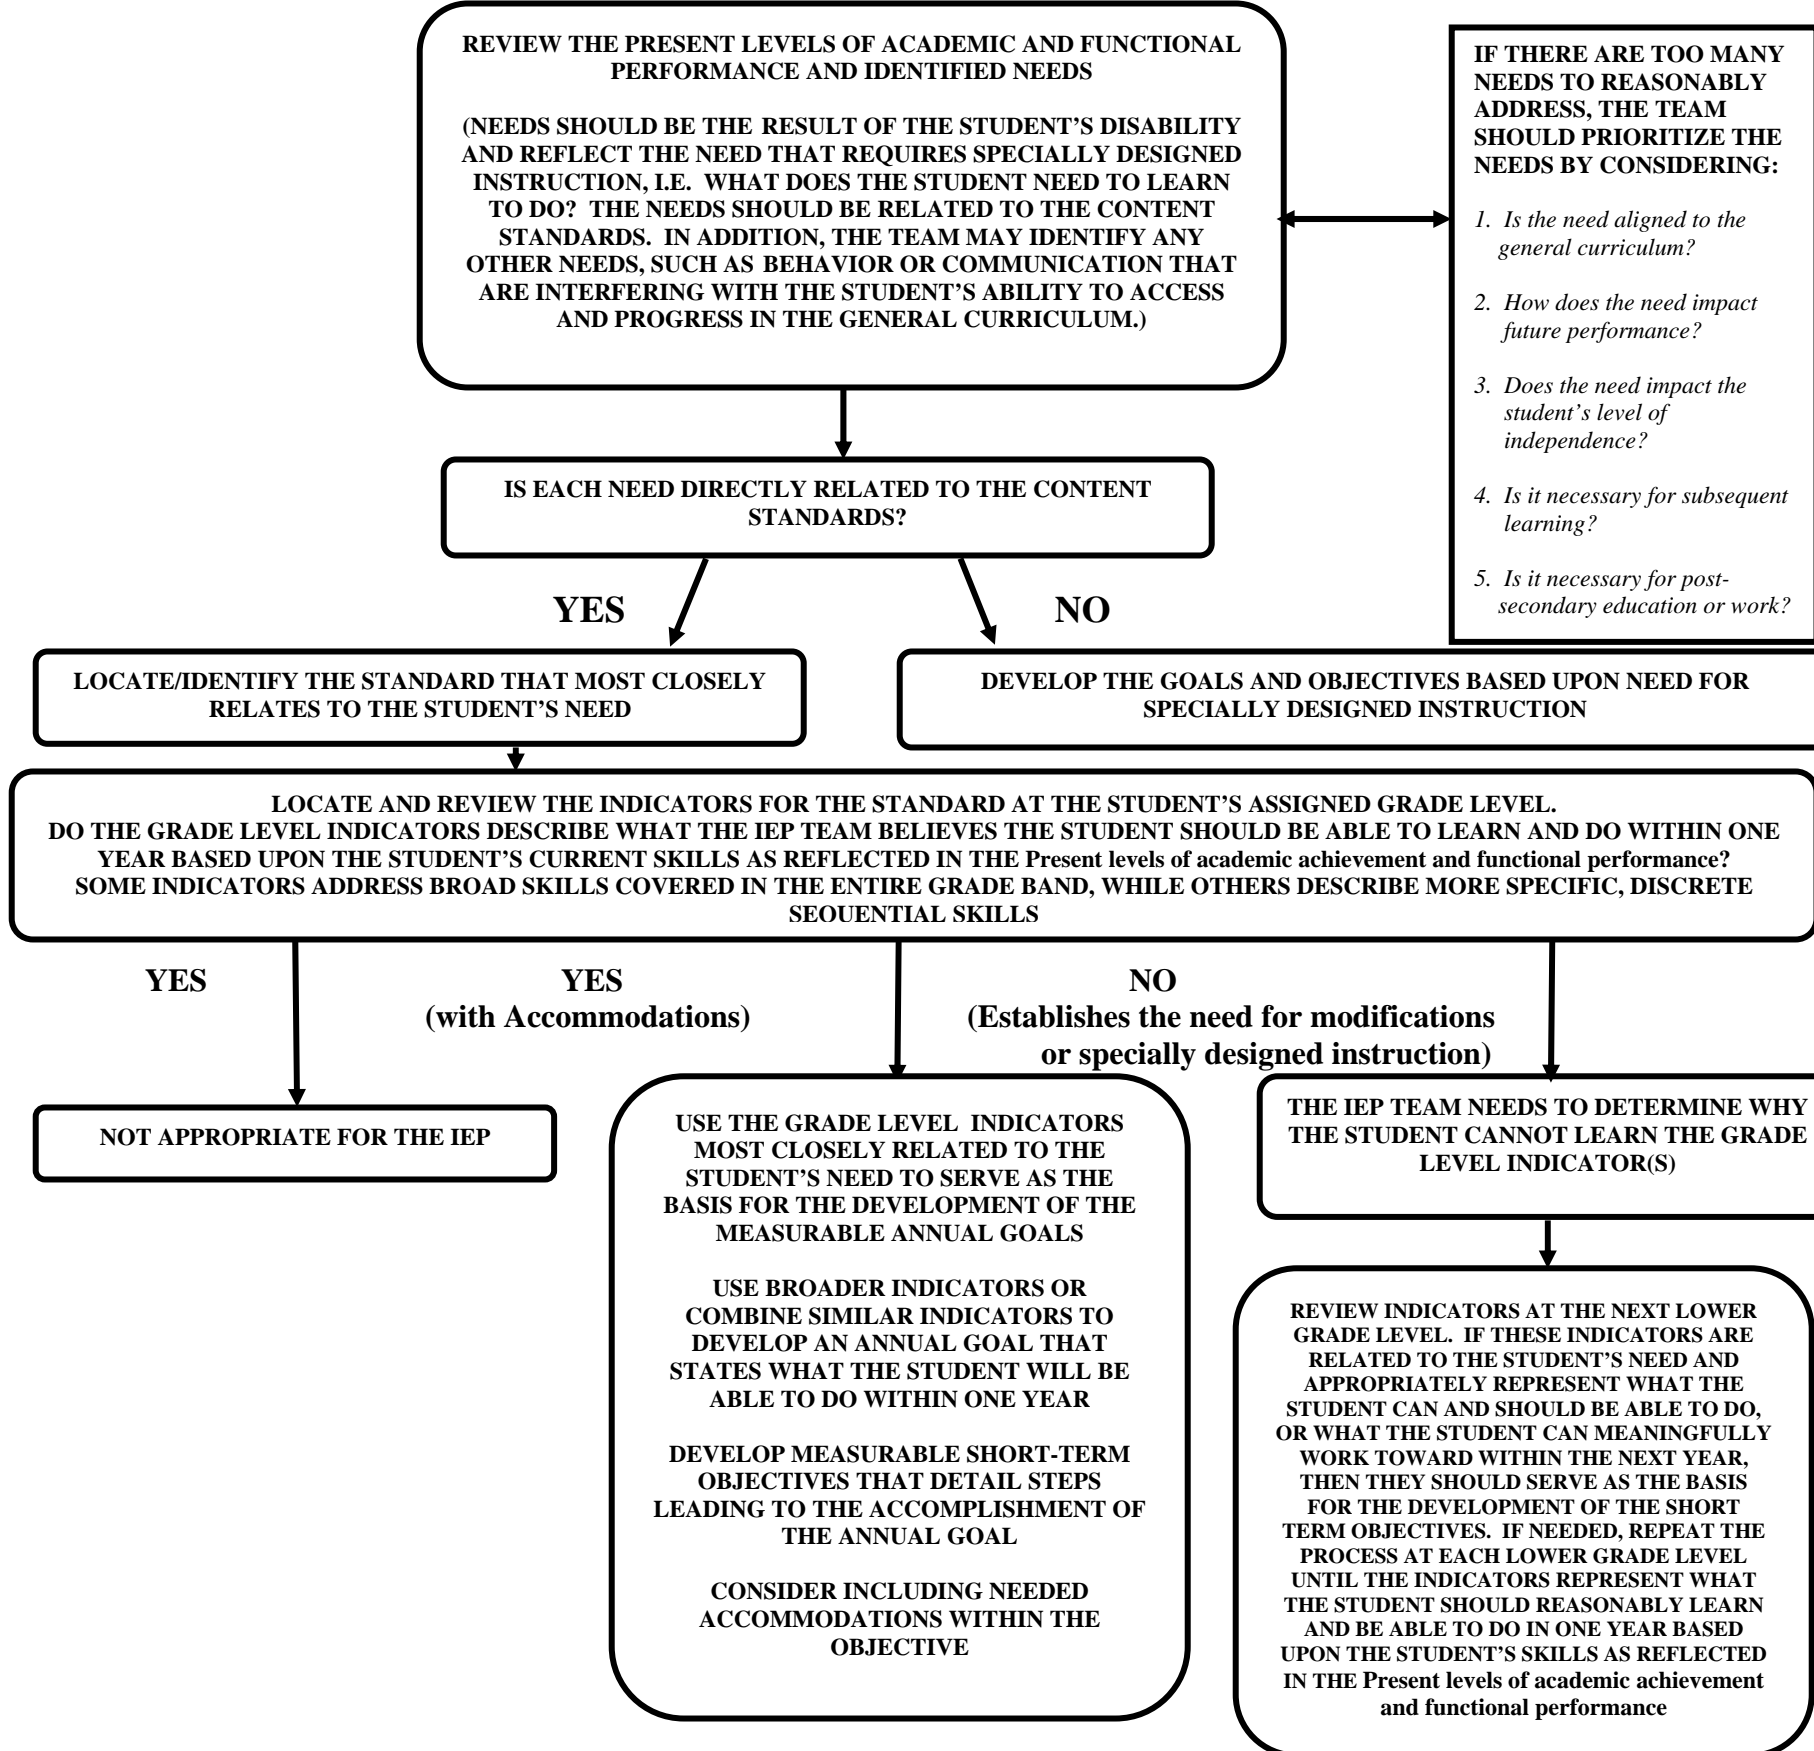 REVIEW THE PRESENT LEVELS OF ACADEMIC AND FUNCTIONAL
PERFORMANCE AND IDENTIFIED NEEDS
(NEEDS SHOULD BE THE RESULT OF THE STUDENT'S DISABILITY
AND REFLECT THE NEED THAT REQUIRES SPECIALLY DESIGNED
INSTRUCTION, I.E. WHAT DOES THE STUDENT NEED TO LEARN
TO DO? THE NEEDS SHOULD BE RELATED TO THE CONTENT
STANDARDS. IN ADDITION, THE TEAM MAY IDENTIFY ANY
OTHER NEEDS, SUCH AS BEHAVIOR OR COMMUNICATION THAT
ARE INTERFERING WITH THE STUDENT'S ABILITY TO ACCESS
AND PROGRESS IN THE GENERAL CURRICULUM.)
IF THERE ARE TOO MANY
NEEDS TO REASONABLY
ADDRESS, THE TEAM
SHOULD PRIORITIZE THE
NEEDS BY CONSIDERING:
1. Is the need aligned to the
general curriculum?
2. How does the need impact
future performance?
3. Does the need impact the
student's level of
independence?
4. Is it necessary for subsequent
learning?
5. Is it necessary for post-
secondary education or work?
IS EACH NEED DIRECTLY RELATED TO THE CONTENT
STANDARDS?
YES
NO
LOCATE/IDENTIFY THE STANDARD THAT MOST CLOSELY
RELATES TO THE STUDENT'S NEED
DEVELOP THE GOALS AND OBJECTIVES BASED UPON NEED FOR
SPECIALLY DESIGNED INSTRUCTION
LOCATE AND REVIEW THE INDICATORS FOR THE STANDARD AT THE STUDENT'S ASSIGNED GRADE LEVEL.
DO THE GRADE LEVEL INDICATORS DESCRIBE WHAT THE IEP TEAM BELIEVES THE STUDENT SHOULD BE ABLE TO LEARN AND DO WITHIN ONE
YEAR BASED UPON THE STUDENT'S CURRENT SKILLS AS REFLECTED IN THE Present levels of academic achievement and functional performance?
SOME INDICATORS ADDRESS BROAD SKILLS COVERED IN THE ENTIRE GRADE BAND, WHILE OTHERS DESCRIBE MORE SPECIFIC, DISCRETE
SEQUENTIAL SKILLS
YES
YES
(with Accommodations)
NO
(Establishes the need for modifications
or specially designed instruction)
NOT APPROPRIATE FOR THE IEP
USE THE GRADE LEVEL INDICATORS
MOST CLOSELY RELATED TO THE
STUDENT'S NEED TO SERVE AS THE
BASIS FOR THE DEVELOPMENT OF THE
MEASURABLE ANNUAL GOALS
USE BROADER INDICATORS OR
COMBINE SIMILAR INDICATORS TO
DEVELOP AN ANNUAL GOAL THAT
STATES WHAT THE STUDENT WILL BE
ABLE TO DO WITHIN ONE YEAR
DEVELOP MEASURABLE SHORT-TERM
OBJECTIVES THAT DETAIL STEPS
LEADING TO THE ACCOMPLISHMENT OF
THE ANNUAL GOAL
CONSIDER INCLUDING NEEDED
ACCOMMODATIONS WITHIN THE
OBJECTIVE
THE IEP TEAM NEEDS TO DETERMINE WHY
THE STUDENT CANNOT LEARN THE GRADE
LEVEL INDICATOR(S)
REVIEW INDICATORS AT THE NEXT LOWER
GRADE LEVEL. IF THESE INDICATORS ARE
RELATED TO THE STUDENT'S NEED AND
APPROPRIATELY REPRESENT WHAT THE
STUDENT CAN AND SHOULD BE ABLE TO DO,
OR WHAT THE STUDENT CAN MEANINGFULLY
WORK TOWARD WITHIN THE NEXT YEAR,
THEN THEY SHOULD SERVE AS THE BASIS
FOR THE DEVELOPMENT OF THE SHORT
TERM OBJECTIVES. IF NEEDED, REPEAT THE
PROCESS AT EACH LOWER GRADE LEVEL
UNTIL THE INDICATORS REPRESENT WHAT
THE STUDENT SHOULD REASONABLY LEARN
AND BE ABLE TO DO IN ONE YEAR BASED
UPON THE STUDENT'S SKILLS AS REFLECTED
IN THE Present levels of academic achievement
and functional performance